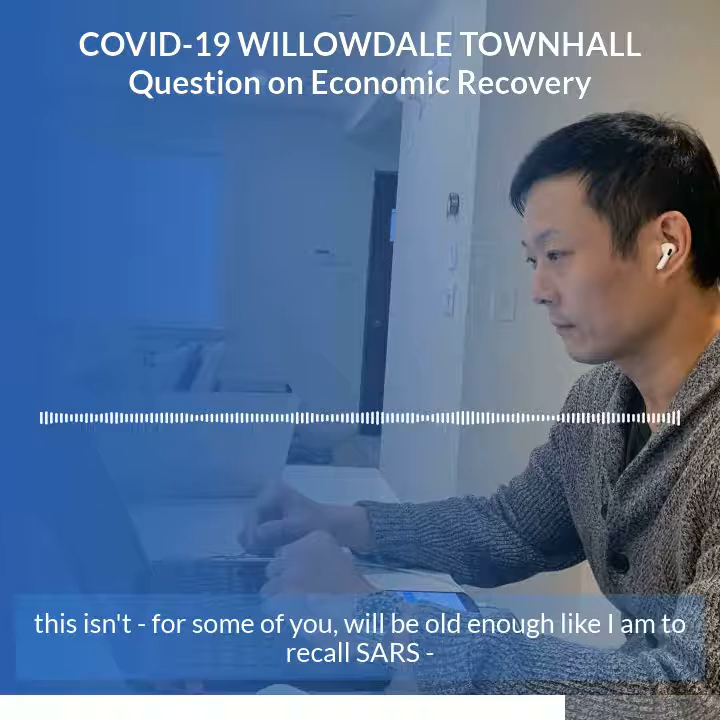 COVID-19 WILLOWDALE TOWNHALL
Question on Economic Recovery
this isn't - for some of you, will be old enough like I am to
recall SARS -